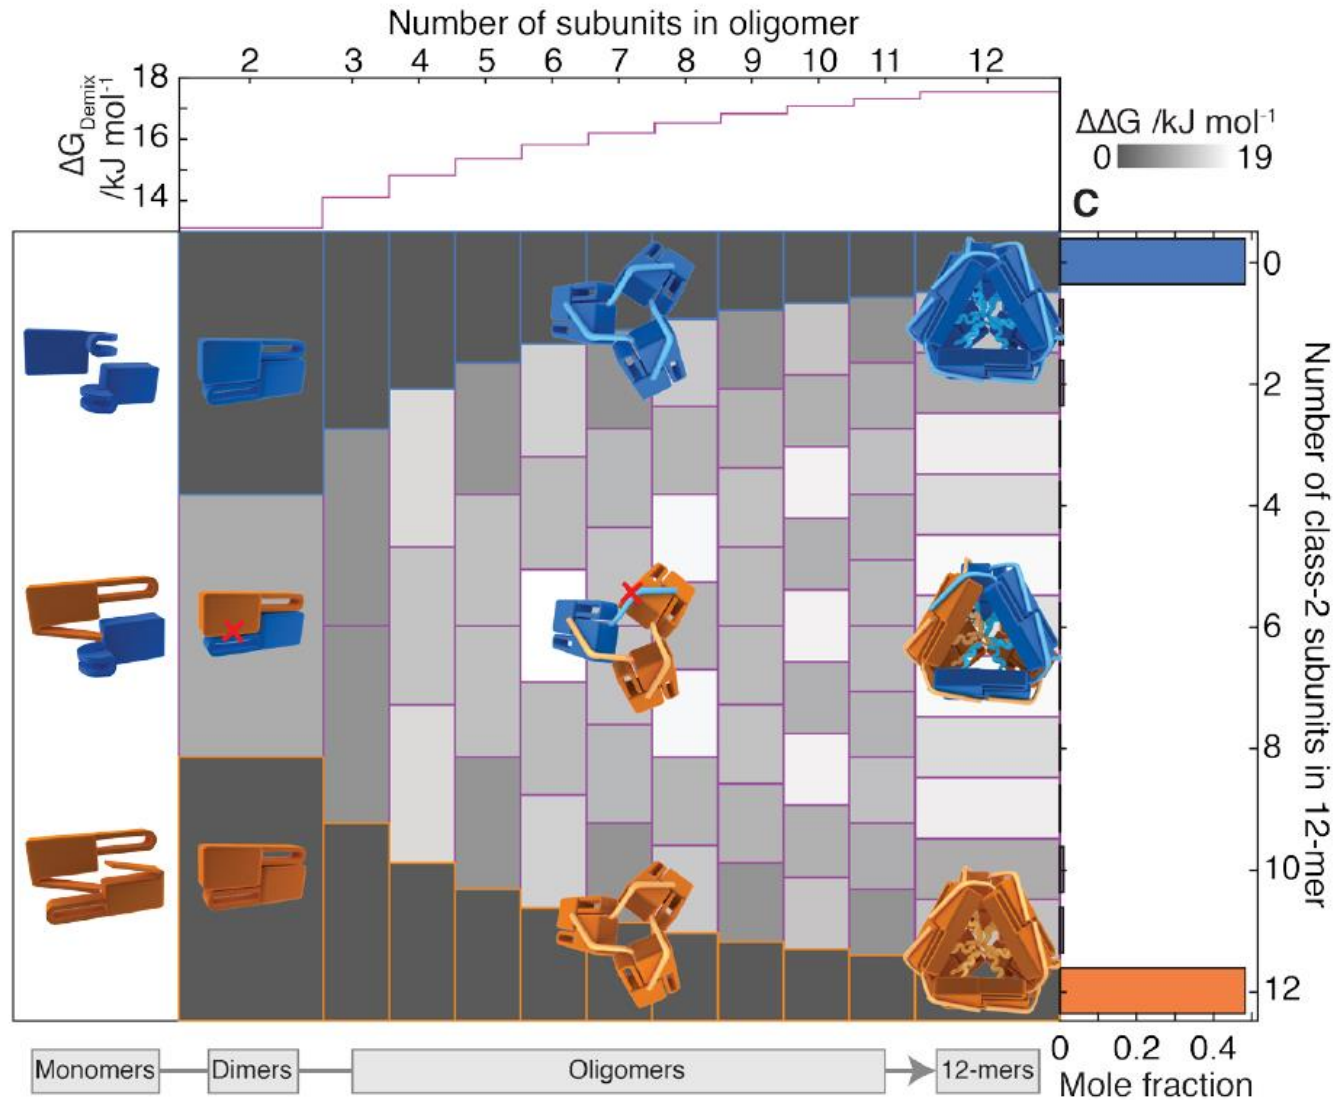 Number of subunits in oligomer
2 3 4 5 6 7 8 9 10 11 12
ΔG_Demix
/kJ mol⁻¹
18
16
14
ΔΔG /kJ mol⁻¹
0 19
C
0
2
4
6
8
10
12
Number of class-2 subunits in 12-mer
Monomers Dimers Oligomers 12-mers
0 0.2 0.4
Mole fraction